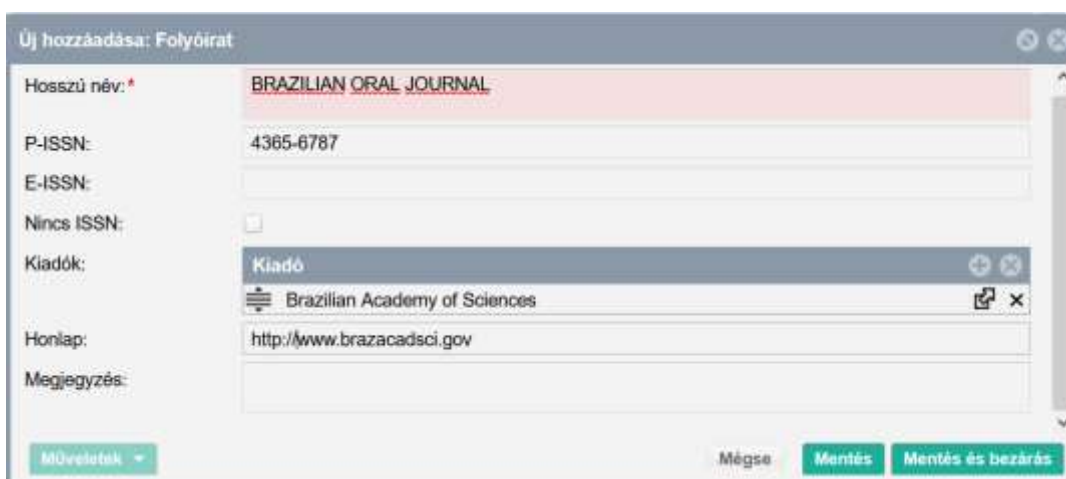 Új hozzáadása: Folyóirat
Hosszú név:* BRAZILIAN ORAL JOURNAL
P-ISSN: 4365-6787
E-ISSN:
Nincs ISSN:
Kiadók: Kiadó
Brazilian Academy of Sciences
Honlap: http://www.brazacadsci.gov
Megjegyzés:
Műveletek Mégse Mentés Mentés és bezárás